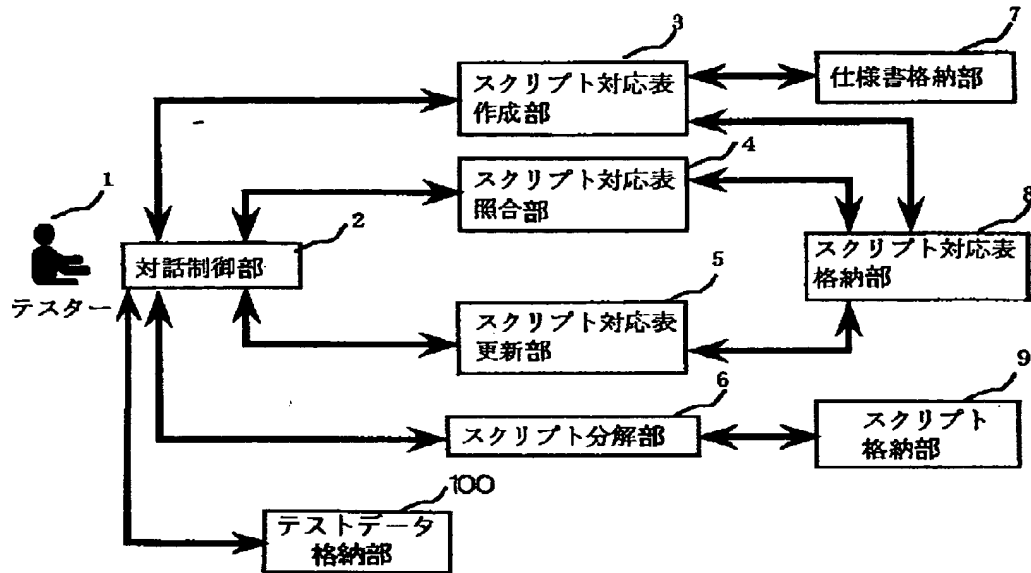 3
スクリプト対応表
作成部
7
仕様書格納部
4
スクリプト対応表
照合部
1
テスター
2
対話制御部
8
スクリプト対応表
格納部
5
スクリプト対応表
更新部
6
スクリプト分解部
9
スクリプト
格納部
100
テストデータ
格納部